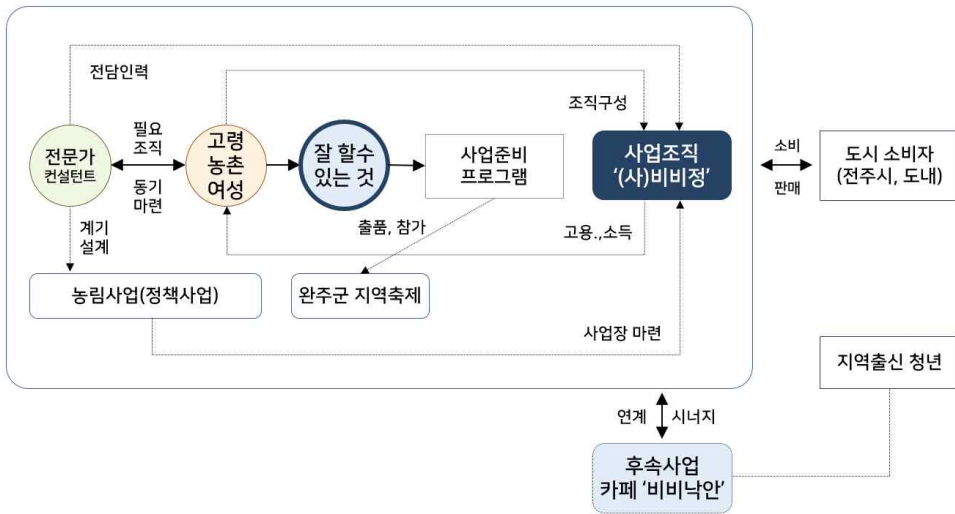 전담인력
조직구성
전문가
컨설턴트
필요
조직
동기
마련
고령
농촌
여성
잘 할수
있는 것
사업준비
프로그램
사업조직
‘(사)비비정’
소비
판매
도시 소비자
(전주시, 도내)
계기
설계
출품, 참가
고용.,소득
농림사업(정책사업)
완주군 지역축제
사업장 마련
지역출신 청년
연계
시너지
후속사업
카페 ‘비비낙안’